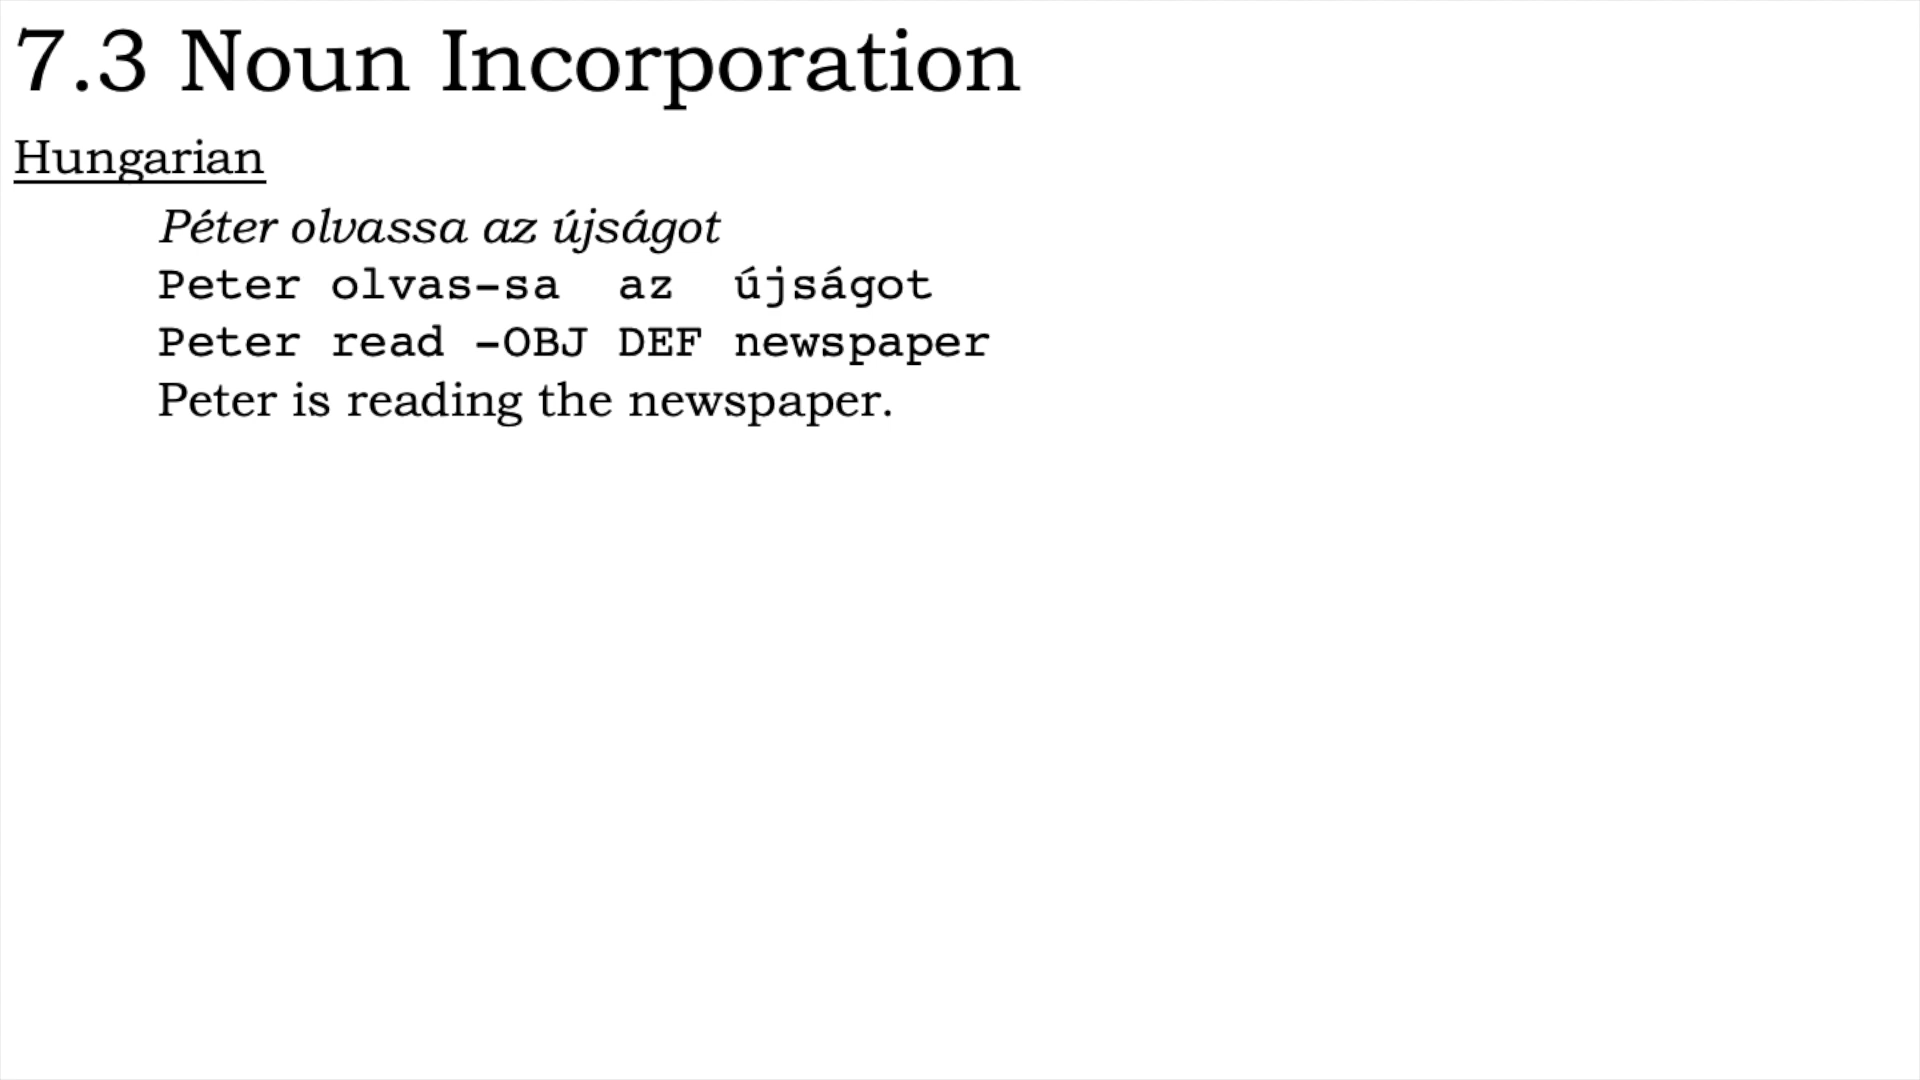 7.3 Noun Incorporation
Hungarian
Péter olvassa az újságot
Peter olvas-sa  az  újságot
Peter read -OBJ DEF newspaper
Peter is reading the newspaper.